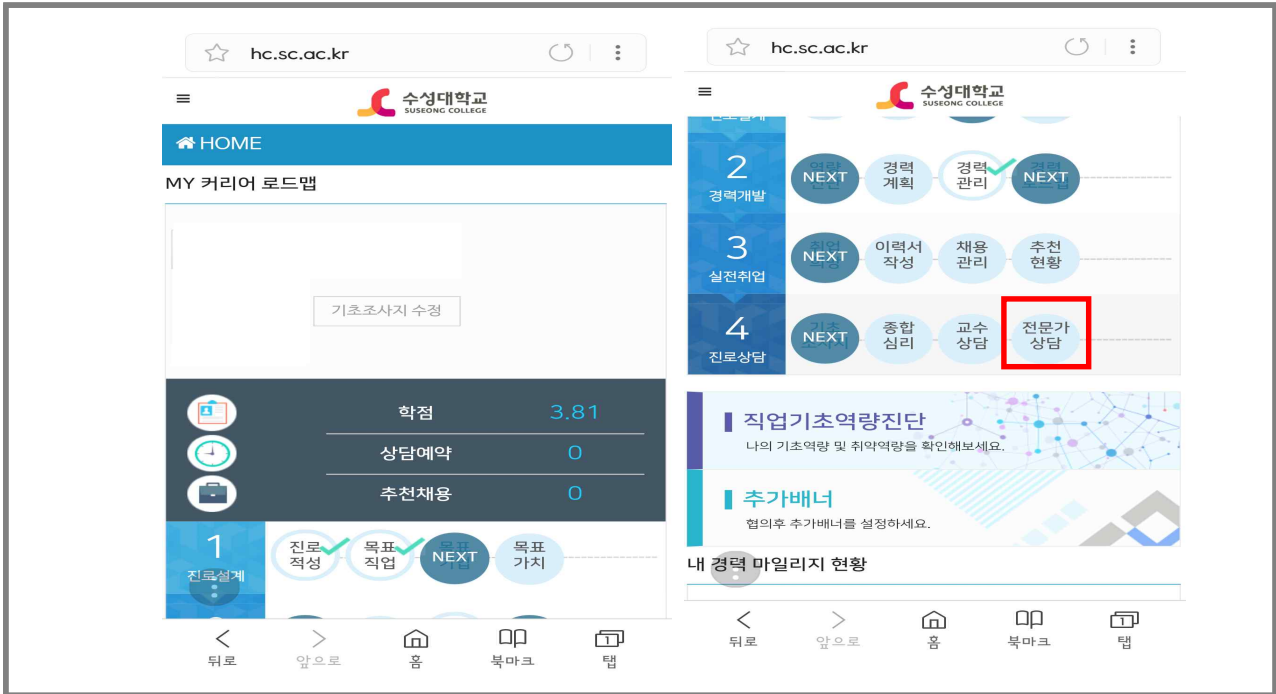 hc.sc.ac.kr
수성대학교
SUSEONG COLLEGE
HOME
MY 커리어 로드맵
기초조사지 수정
학점 3.81
상담예약 0
추천채용 0
1
진로설계
진로
적성
목표
직업
NEXT
목표
가치
뒤로
앞으로
홈
북마크
1
탭
hc.sc.ac.kr
수성대학교
SUSEONG COLLEGE
진로설계
2
경력개발
NEXT
경력
계획
경력
관리
NEXT
3
실전취업
NEXT
이력서
작성
채용
관리
추천
현황
4
진로상담
NEXT
종합
심리
교수
상담
전문가
상담
직업기초역량진단
나의 기초역량 및 취약역량을 확인해보세요.
추가배너
협의후 추가배너를 설정하세요.
내 경력 마일리지 현황
뒤로
앞으로
홈
북마크
1
탭